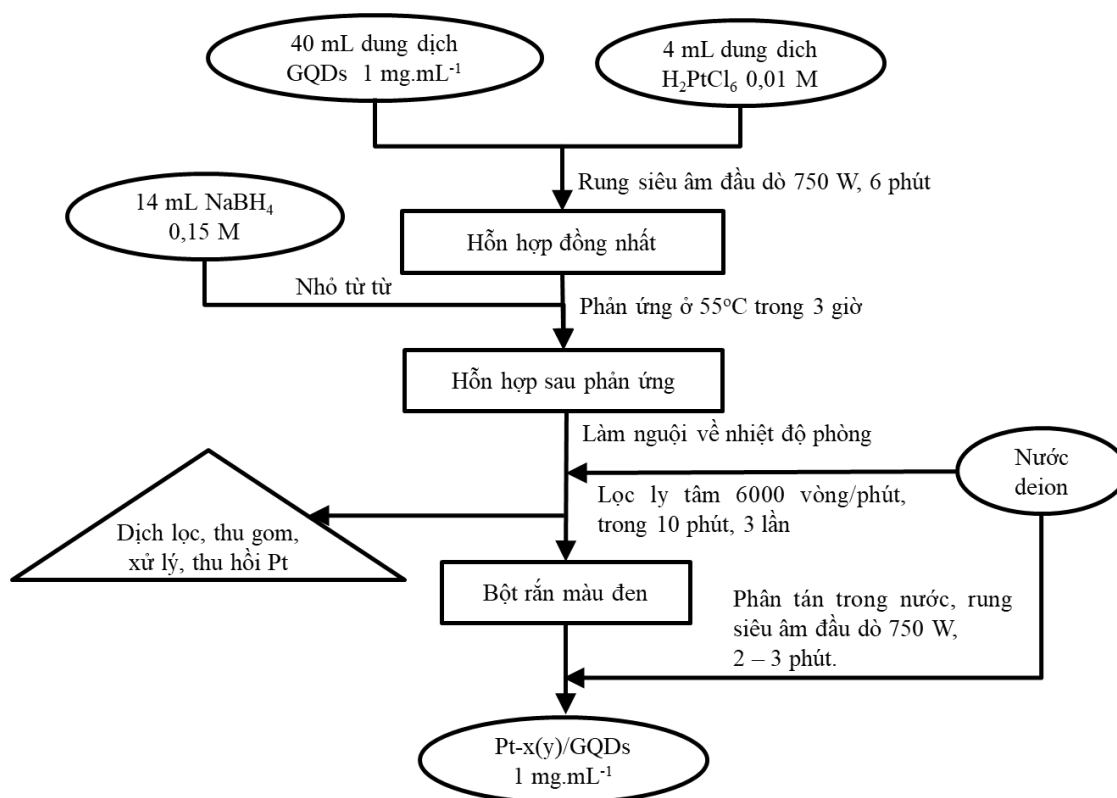 40 mL dung dịch
GQDs 1 mg.mL⁻¹
4 mL dung dich
H₂PtCl₆ 0,01 M
Rung siêu âm đầu dò 750 W, 6 phút
14 mL NaBH₄
0,15 M
Hỗn hợp đồng nhất
Nhỏ từ từ
Phản ứng ở 55ᵒC trong 3 giờ
Hỗn hợp sau phản ứng
Làm nguội về nhiệt độ phòng
Nước
deion
Lọc ly tâm 6000 vòng/phút,
trong 10 phút, 3 lần
Dịch lọc, thu gom,
xử lý, thu hồi Pt
Bột rắn màu đen
Phân tán trong nước, rung
siêu âm đầu dò 750 W,
2 – 3 phút.
Pt-x(y)/GQDs
1 mg.mL⁻¹